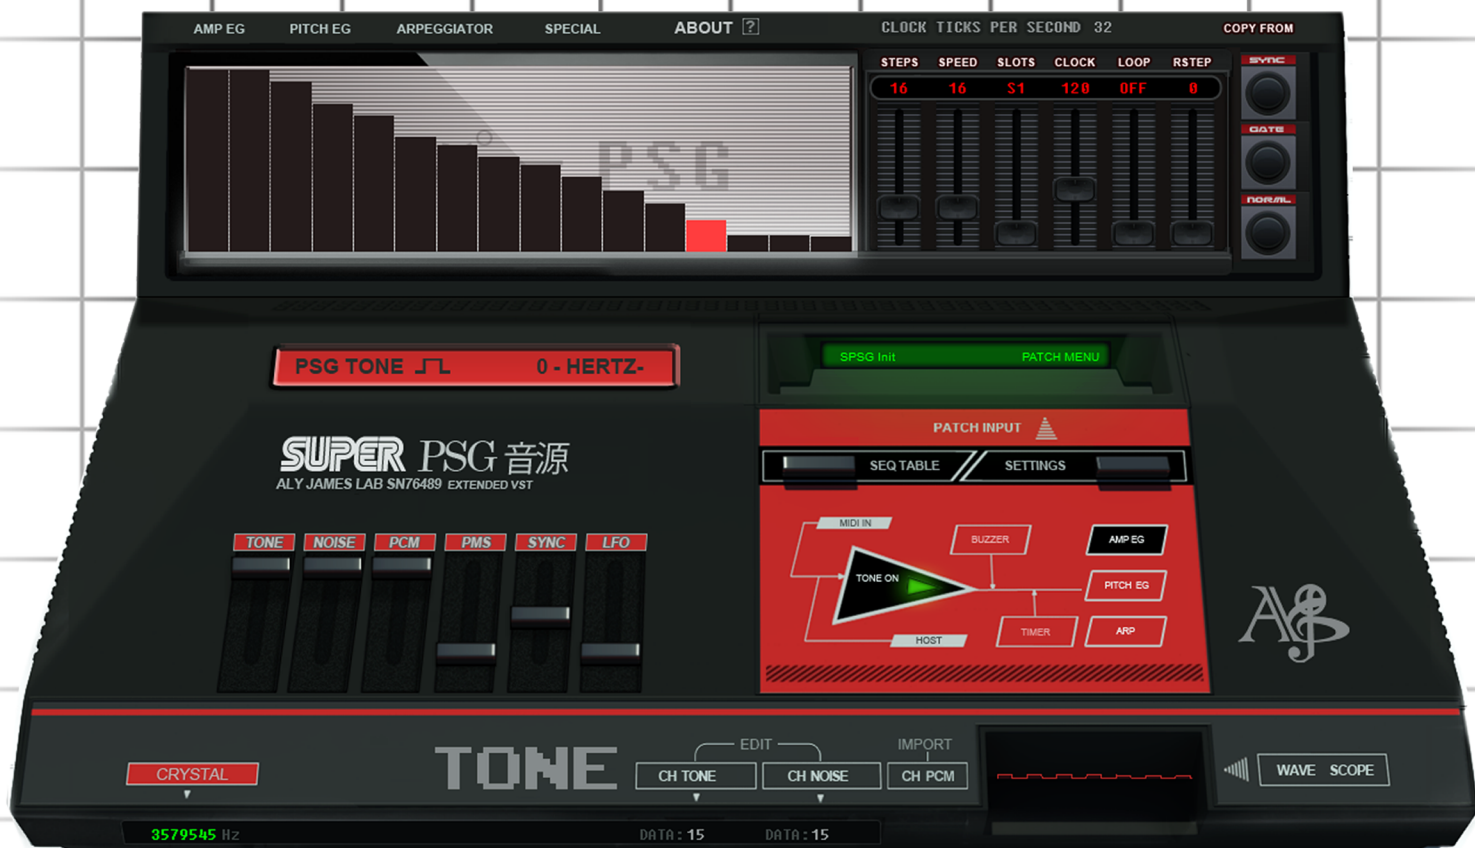 AMP EG PITCH EG ARPEGGIATOR SPECIAL ABOUT ? CLOCK TICKS PER SECOND 32 COPY FROM
STEPS SPEED SLOTS CLOCK LOOP RSTEP SYNC
16 16 S1 120 OFF 0
GATE
PSG
NORML
PSG TONE 0 - HERTZ-
SPSG Init PATCH MENU
PATCH INPUT
SEQ TABLE SETTINGS
SUPER PSG 音源
ALY JAMES LAB SN76489 EXTENDED VST
TONE NOISE PCM PMS SYNC LFO
MIDI IN
BUZZER
AMP EG
TONE ON
PITCH EG
TIMER
ARP
HOST
TONE
EDIT
IMPORT
CRYSTAL
CH TONE CH NOISE CH PCM
WAVE SCOPE
3579545 Hz DATA:15 DATA:15